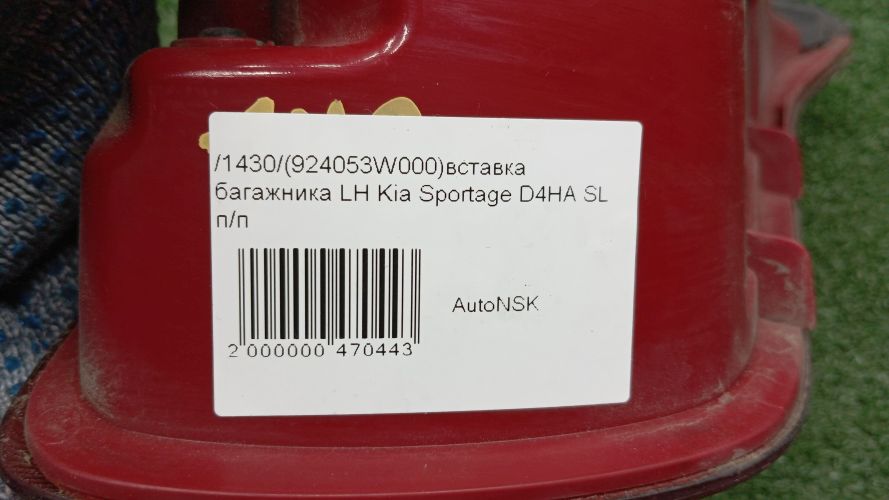 /1430/(924053W000)вставка
багажника LH Kia Sportage D4HA SL
п/п
AutoNSK
2 000000 470443